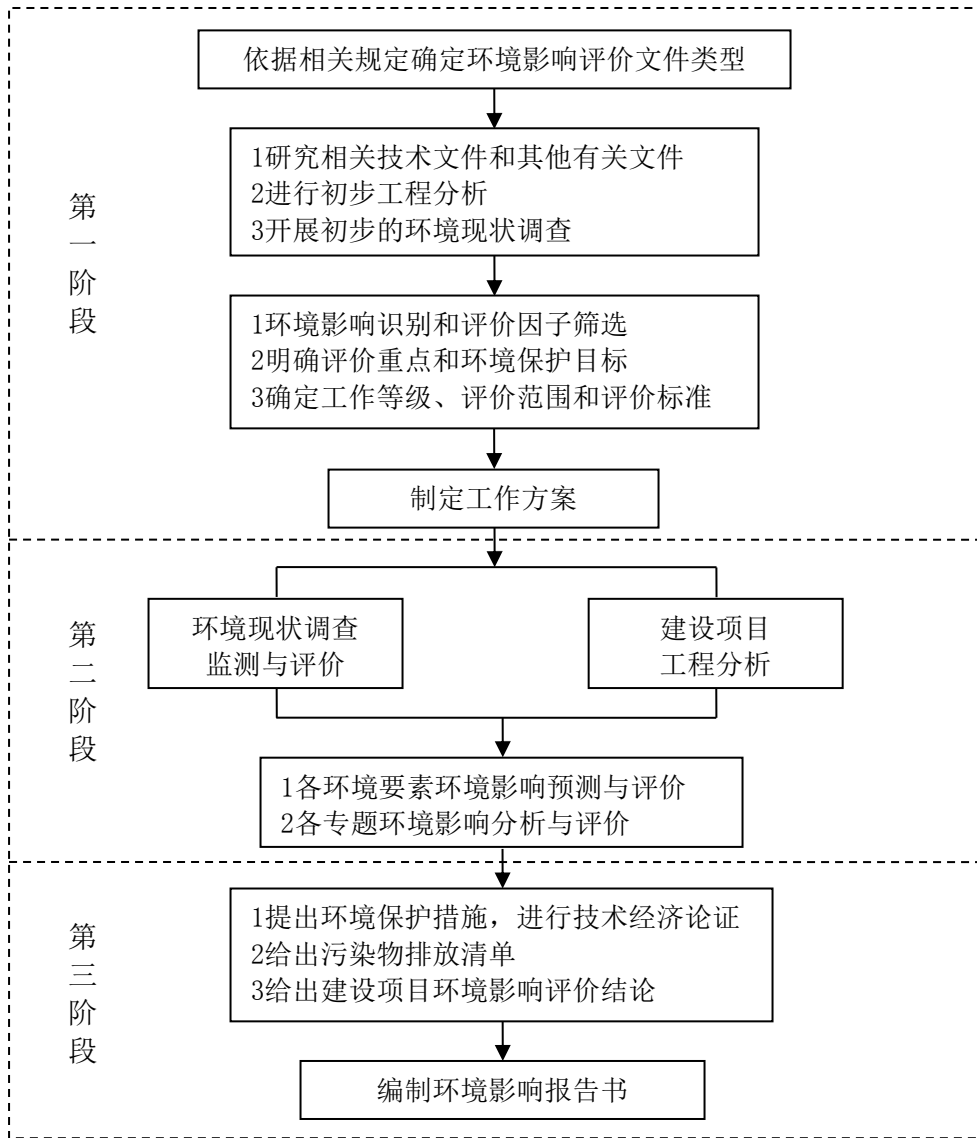 依据相关规定确定环境影响评价文件类型
1研究相关技术文件和其他有关文件
2进行初步工程分析
3开展初步的环境现状调查
第一阶段
1环境影响识别和评价因子筛选
2明确评价重点和环境保护目标
3确定工作等级、评价范围和评价标准
制定工作方案
第二阶段
环境现状调查
监测与评价
建设项目
工程分析
1各环境要素环境影响预测与评价
2各专题环境影响分析与评价
第三阶段
1提出环境保护措施，进行技术经济论证
2给出污染物排放清单
3给出建设项目环境影响评价结论
编制环境影响报告书